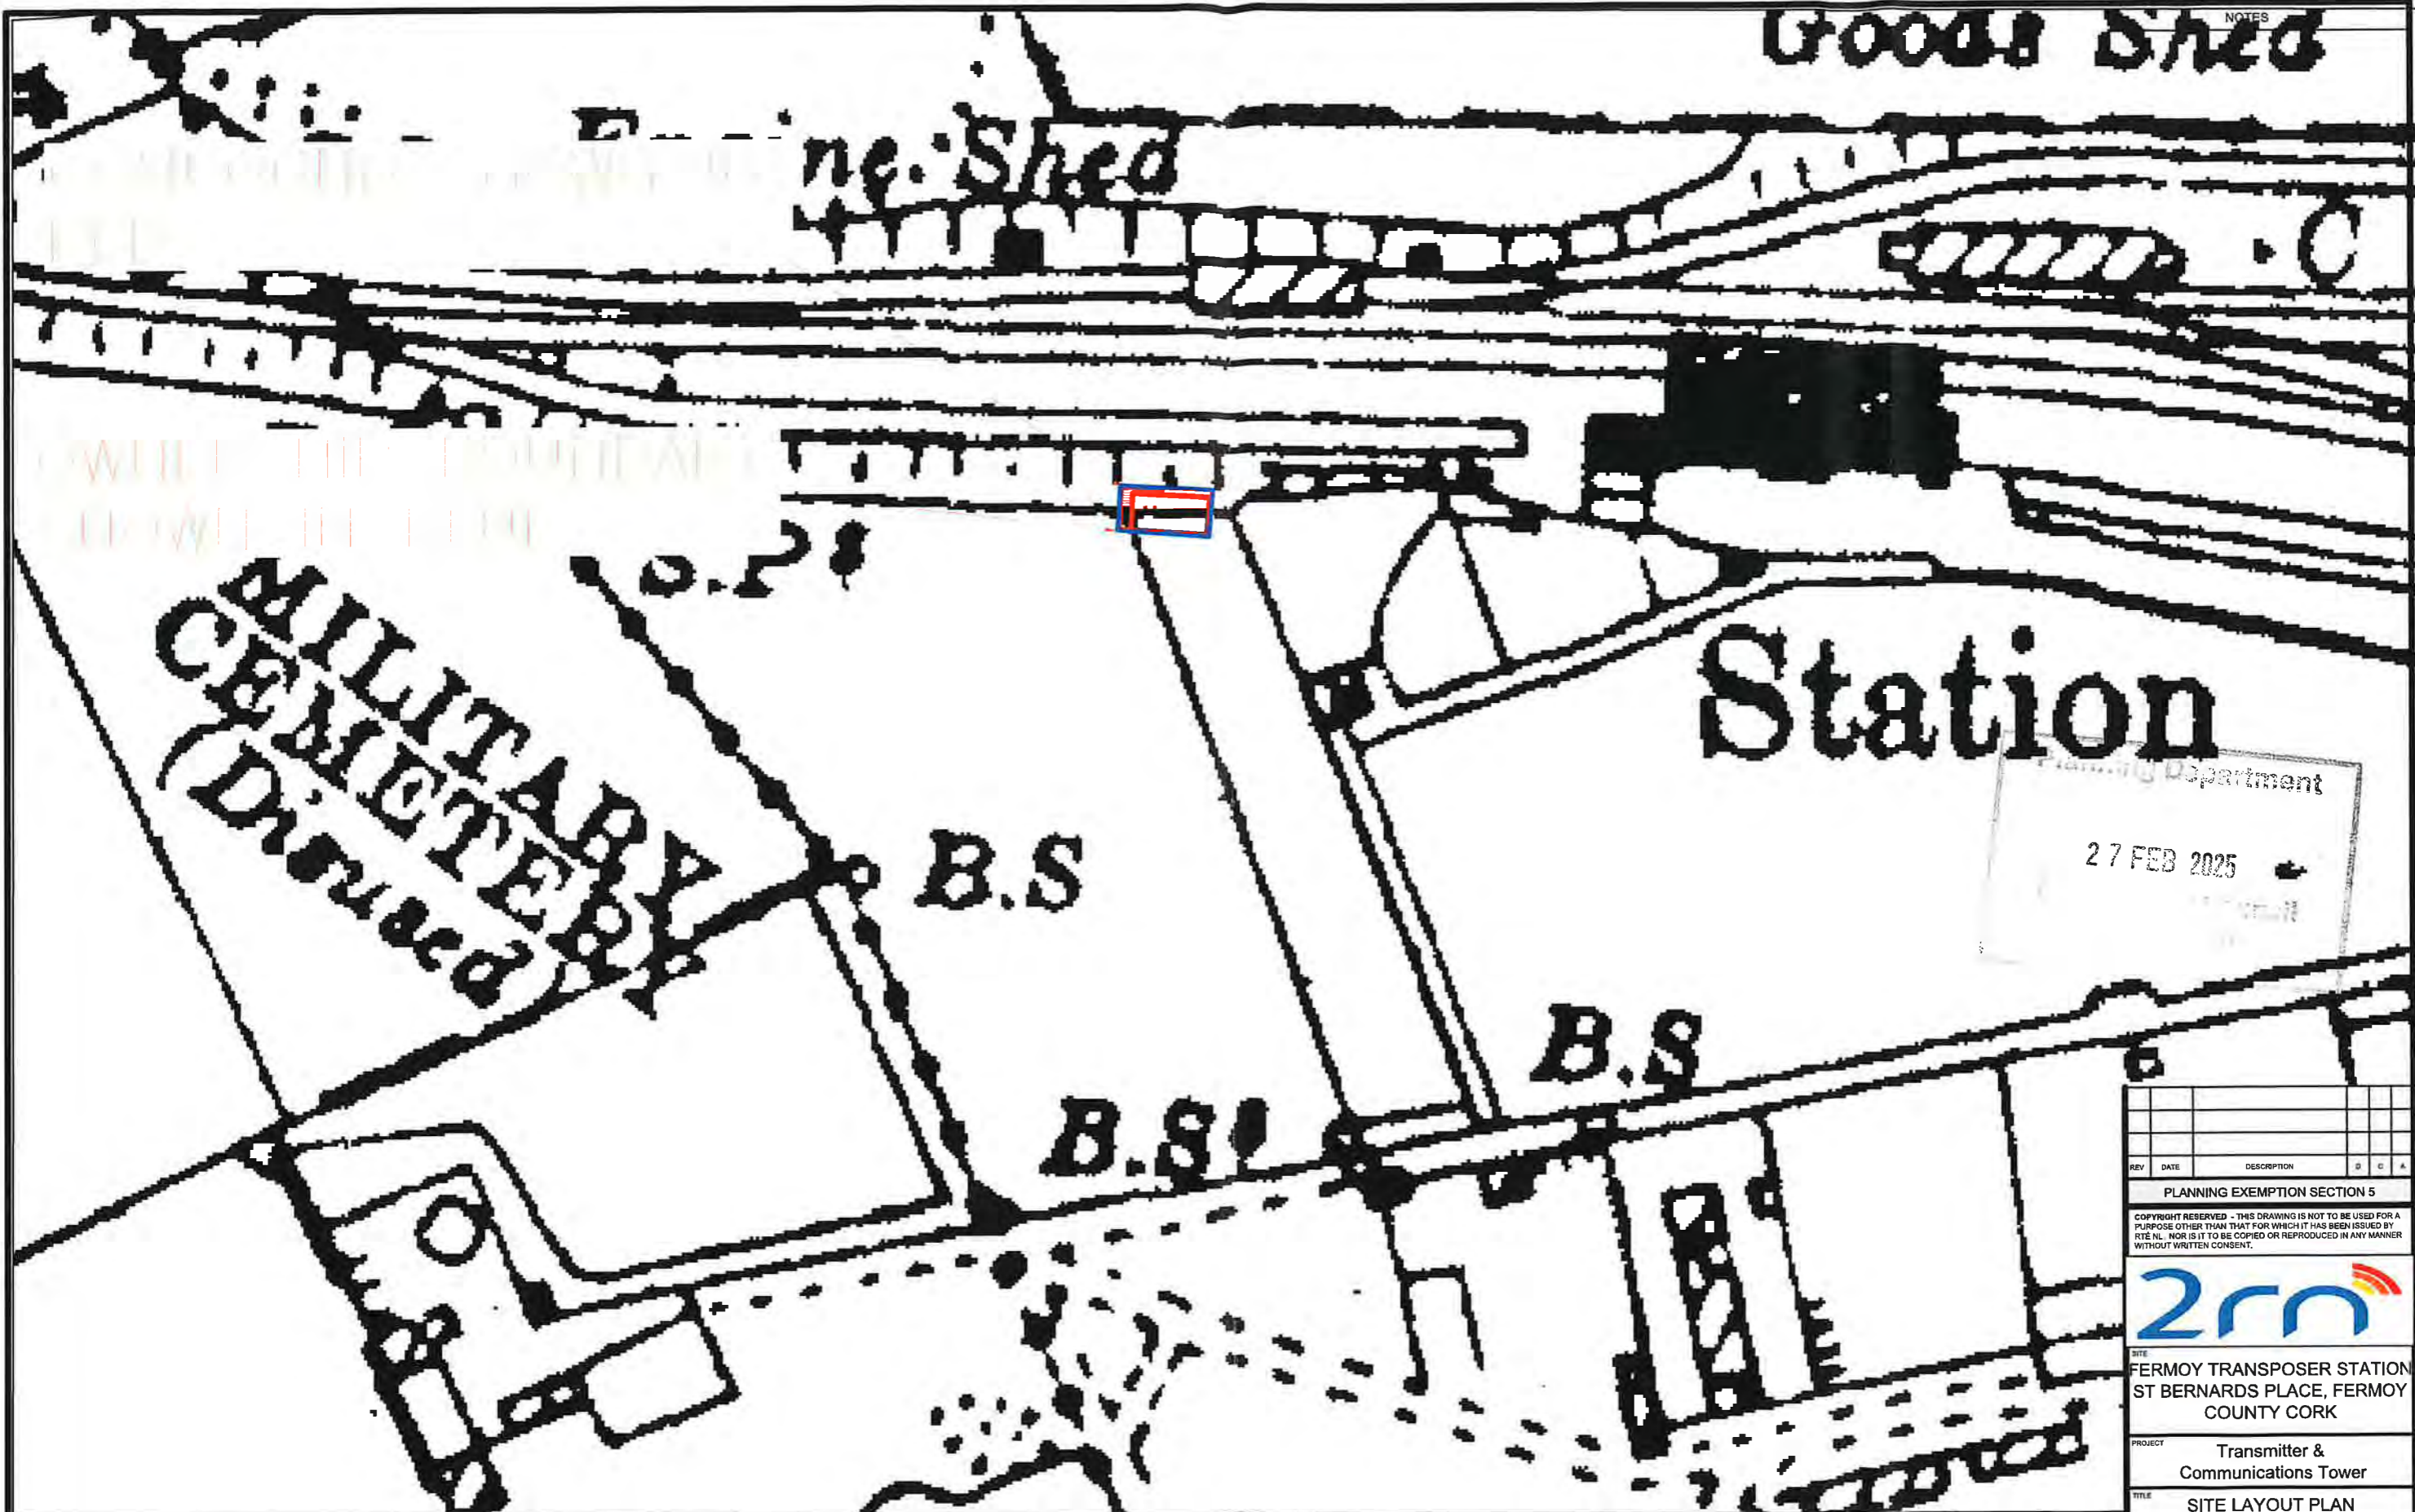 NOTES
Goods Shed
ne. Shed
C
0.28
MILITARY
CEMETERY
(Disused)
Station
Planning Department
27 FEB 2025
B.S
B.S
B.S
REV DATE DESCRIPTION D C A
PLANNING EXEMPTION SECTION 5
COPYRIGHT RESERVED - THIS DRAWING IS NOT TO BE USED FOR A
PURPOSE OTHER THAN THAT FOR WHICH IT HAS BEEN ISSUED BY
RTÉ NL. NOR IS IT TO BE COPIED OR REPRODUCED IN ANY MANNER
WITHOUT WRITTEN CONSENT.
2rn
SITE
FERMOY TRANSPOSER STATION
ST BERNARDS PLACE, FERMOY
COUNTY CORK
PROJECT
Transmitter &
Communications Tower
TITLE
SITE LAYOUT PLAN